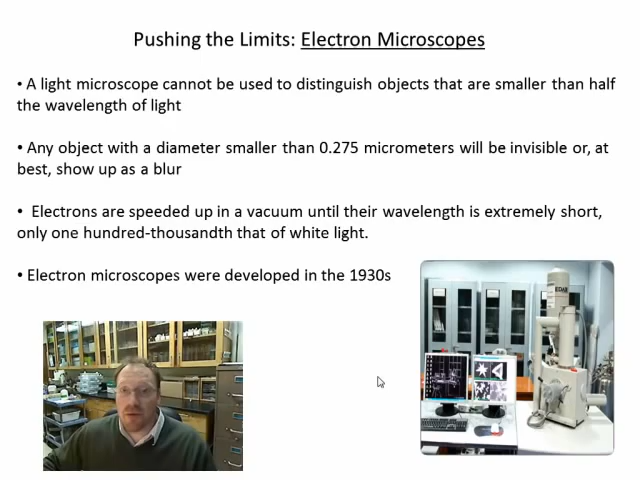 Pushing the Limits: Electron Microscopes
• A light microscope cannot be used to distinguish objects that are smaller than half
the wavelength of light
• Any object with a diameter smaller than 0.275 micrometers will be invisible or, at
best, show up as a blur
• Electrons are speeded up in a vacuum until their wavelength is extremely short,
only one hundred-thousandth that of white light.
• Electron microscopes were developed in the 1930s